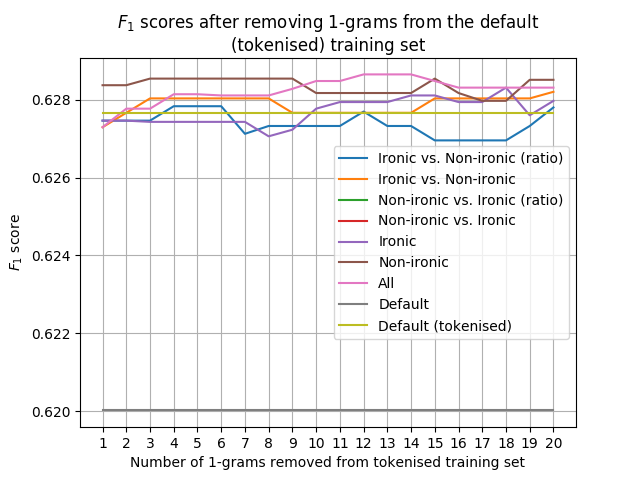 F₁ scores after removing 1-grams from the default
(tokenised) training set
F₁ score
0.628
0.626
0.624
0.622
0.620
Ironic vs. Non-ironic (ratio)
Ironic vs. Non-ironic
Non-ironic vs. Ironic (ratio)
Non-ironic vs. Ironic
Ironic
Non-ironic
All
Default
Default (tokenised)
1 2 3 4 5 6 7 8 9 10 11 12 13 14 15 16 17 18 19 20
Number of 1-grams removed from tokenised training set